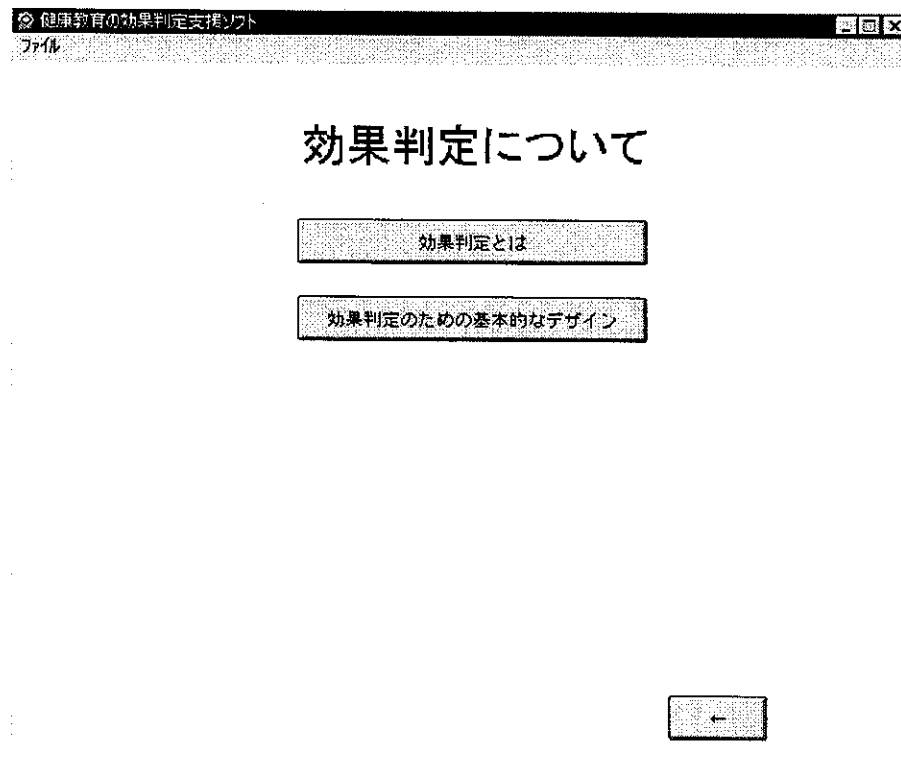 健康教育の効果判定支援ソフト
ファイル
効果判定について
効果判定とは
効果判定のための基本的なデザイン
←